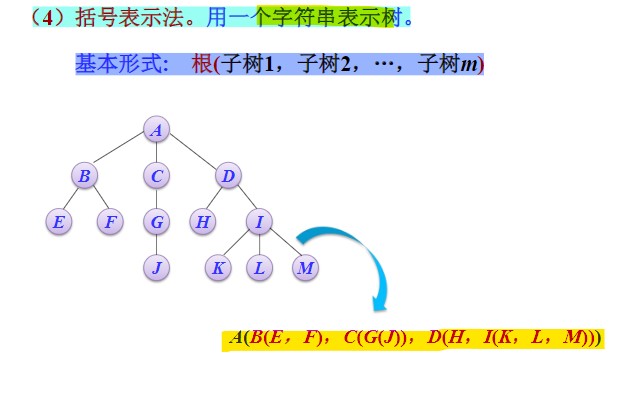 （4）括号表示法。用一个字符串表示树。
基本形式： 根(子树1，子树2，…，子树m)
A
B C D
E F G H I
J K L M
A(B(E，F)，C(G(J))，D(H，I(K，L，M)))